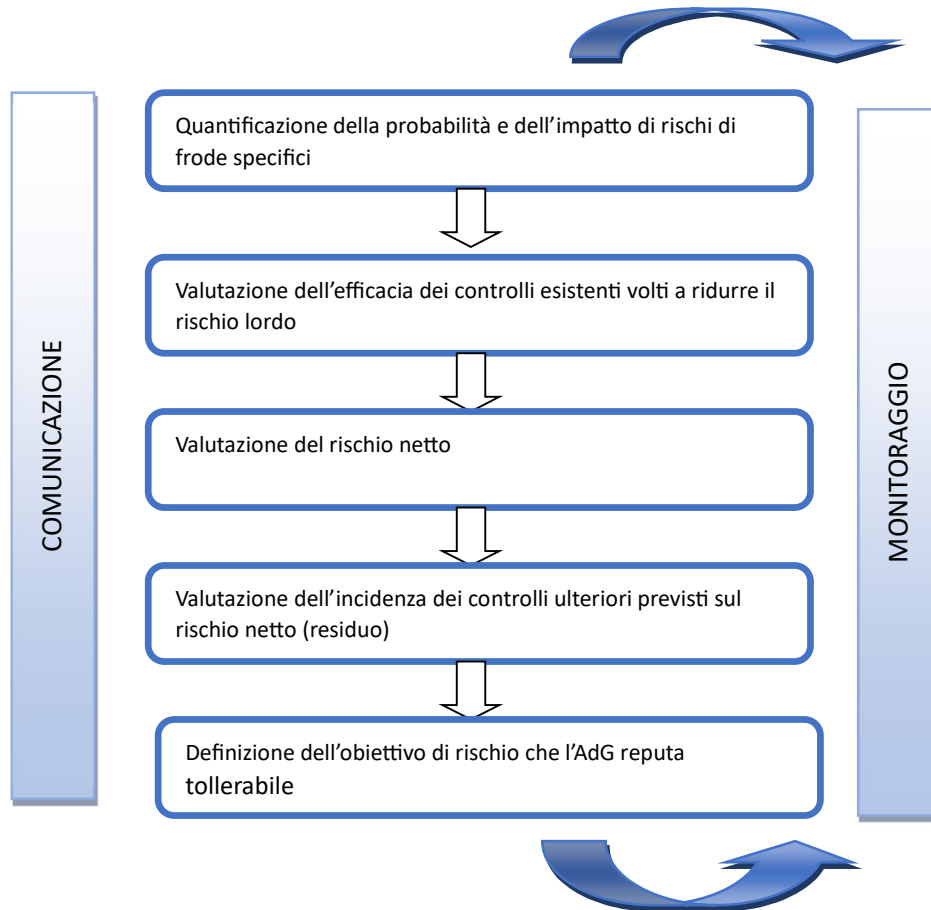 Quantificazione della probabilità e dell’impatto di rischi di
frode specifici
Valutazione dell’efficacia dei controlli esistenti volti a ridurre il
rischio lordo
COMUNICAZIONE
MONITORAGGIO
Valutazione del rischio netto
Valutazione dell’incidenza dei controlli ulteriori previsti sul
rischio netto (residuo)
Definizione dell’obiettivo di rischio che l’AdG reputa
tollerabile